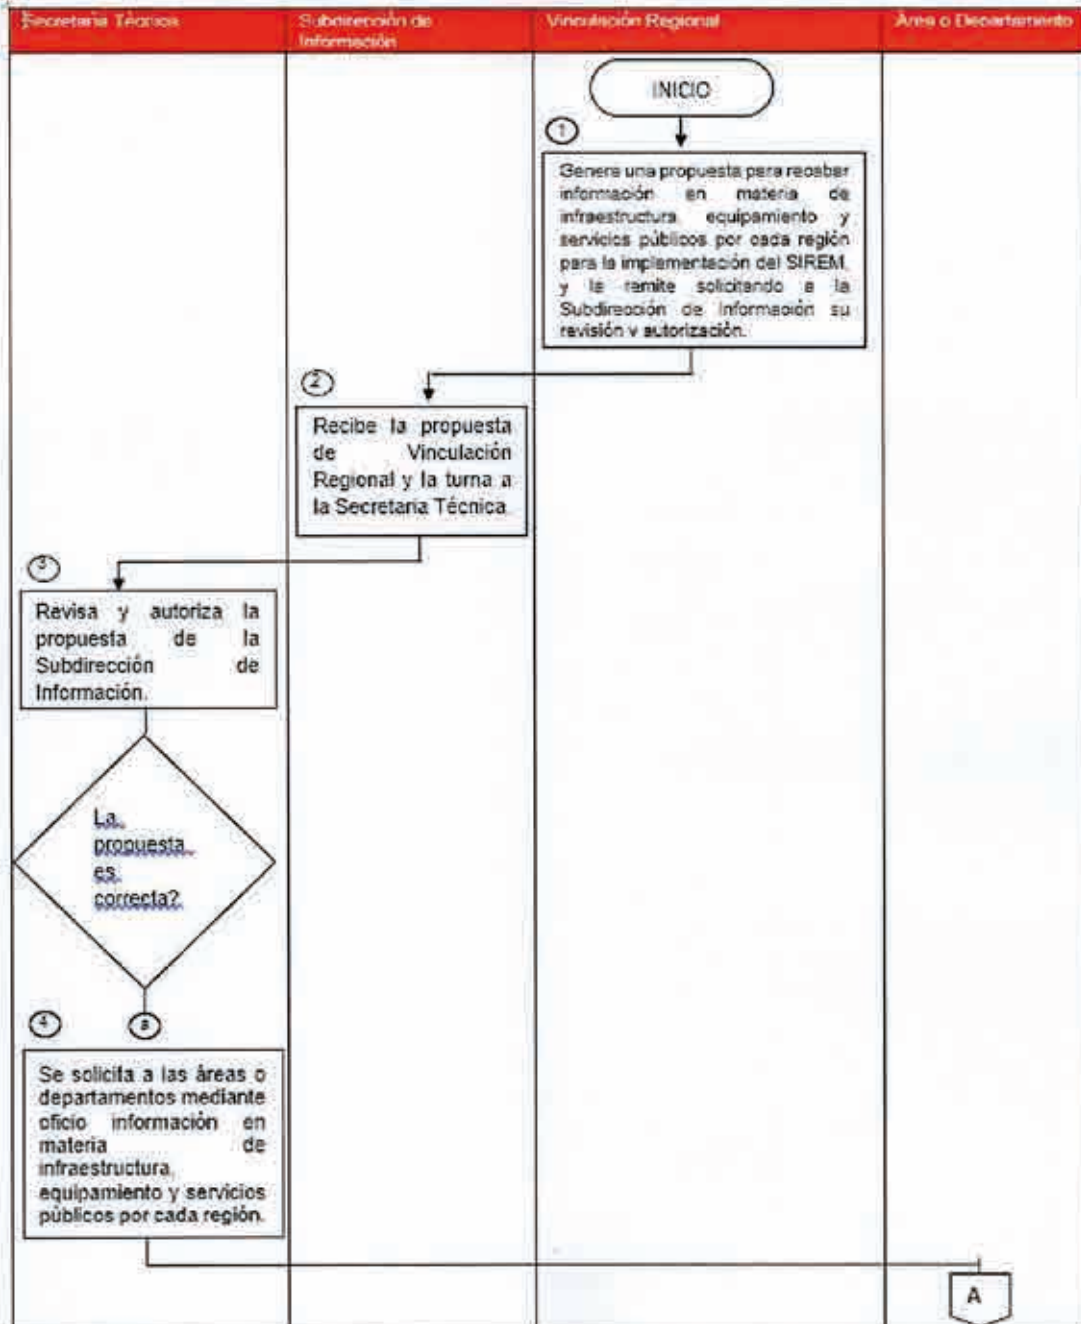 Secretaría Técnica
Subdirección de
Información
Vinculación Regional
Área o Departamento
INICIO
1
Genera una propuesta para recabar
información en materia de
infraestructura, equipamiento y
servicios públicos por cada región
para la implementación del SIREM,
y la remite solicitando a la
Subdirección de Información su
revisión y autorización.
2
Recibe la propuesta
de Vinculación
Regional y la turna a
la Secretaria Técnica.
3
Revisa y autoriza la
propuesta de la
Subdirección de
Información.
La
propuesta
es
correcta?
4
Se solicita a las áreas o
departamentos mediante
oficio información en
materia de
infraestructura,
equipamiento y servicios
públicos por cada región.
A